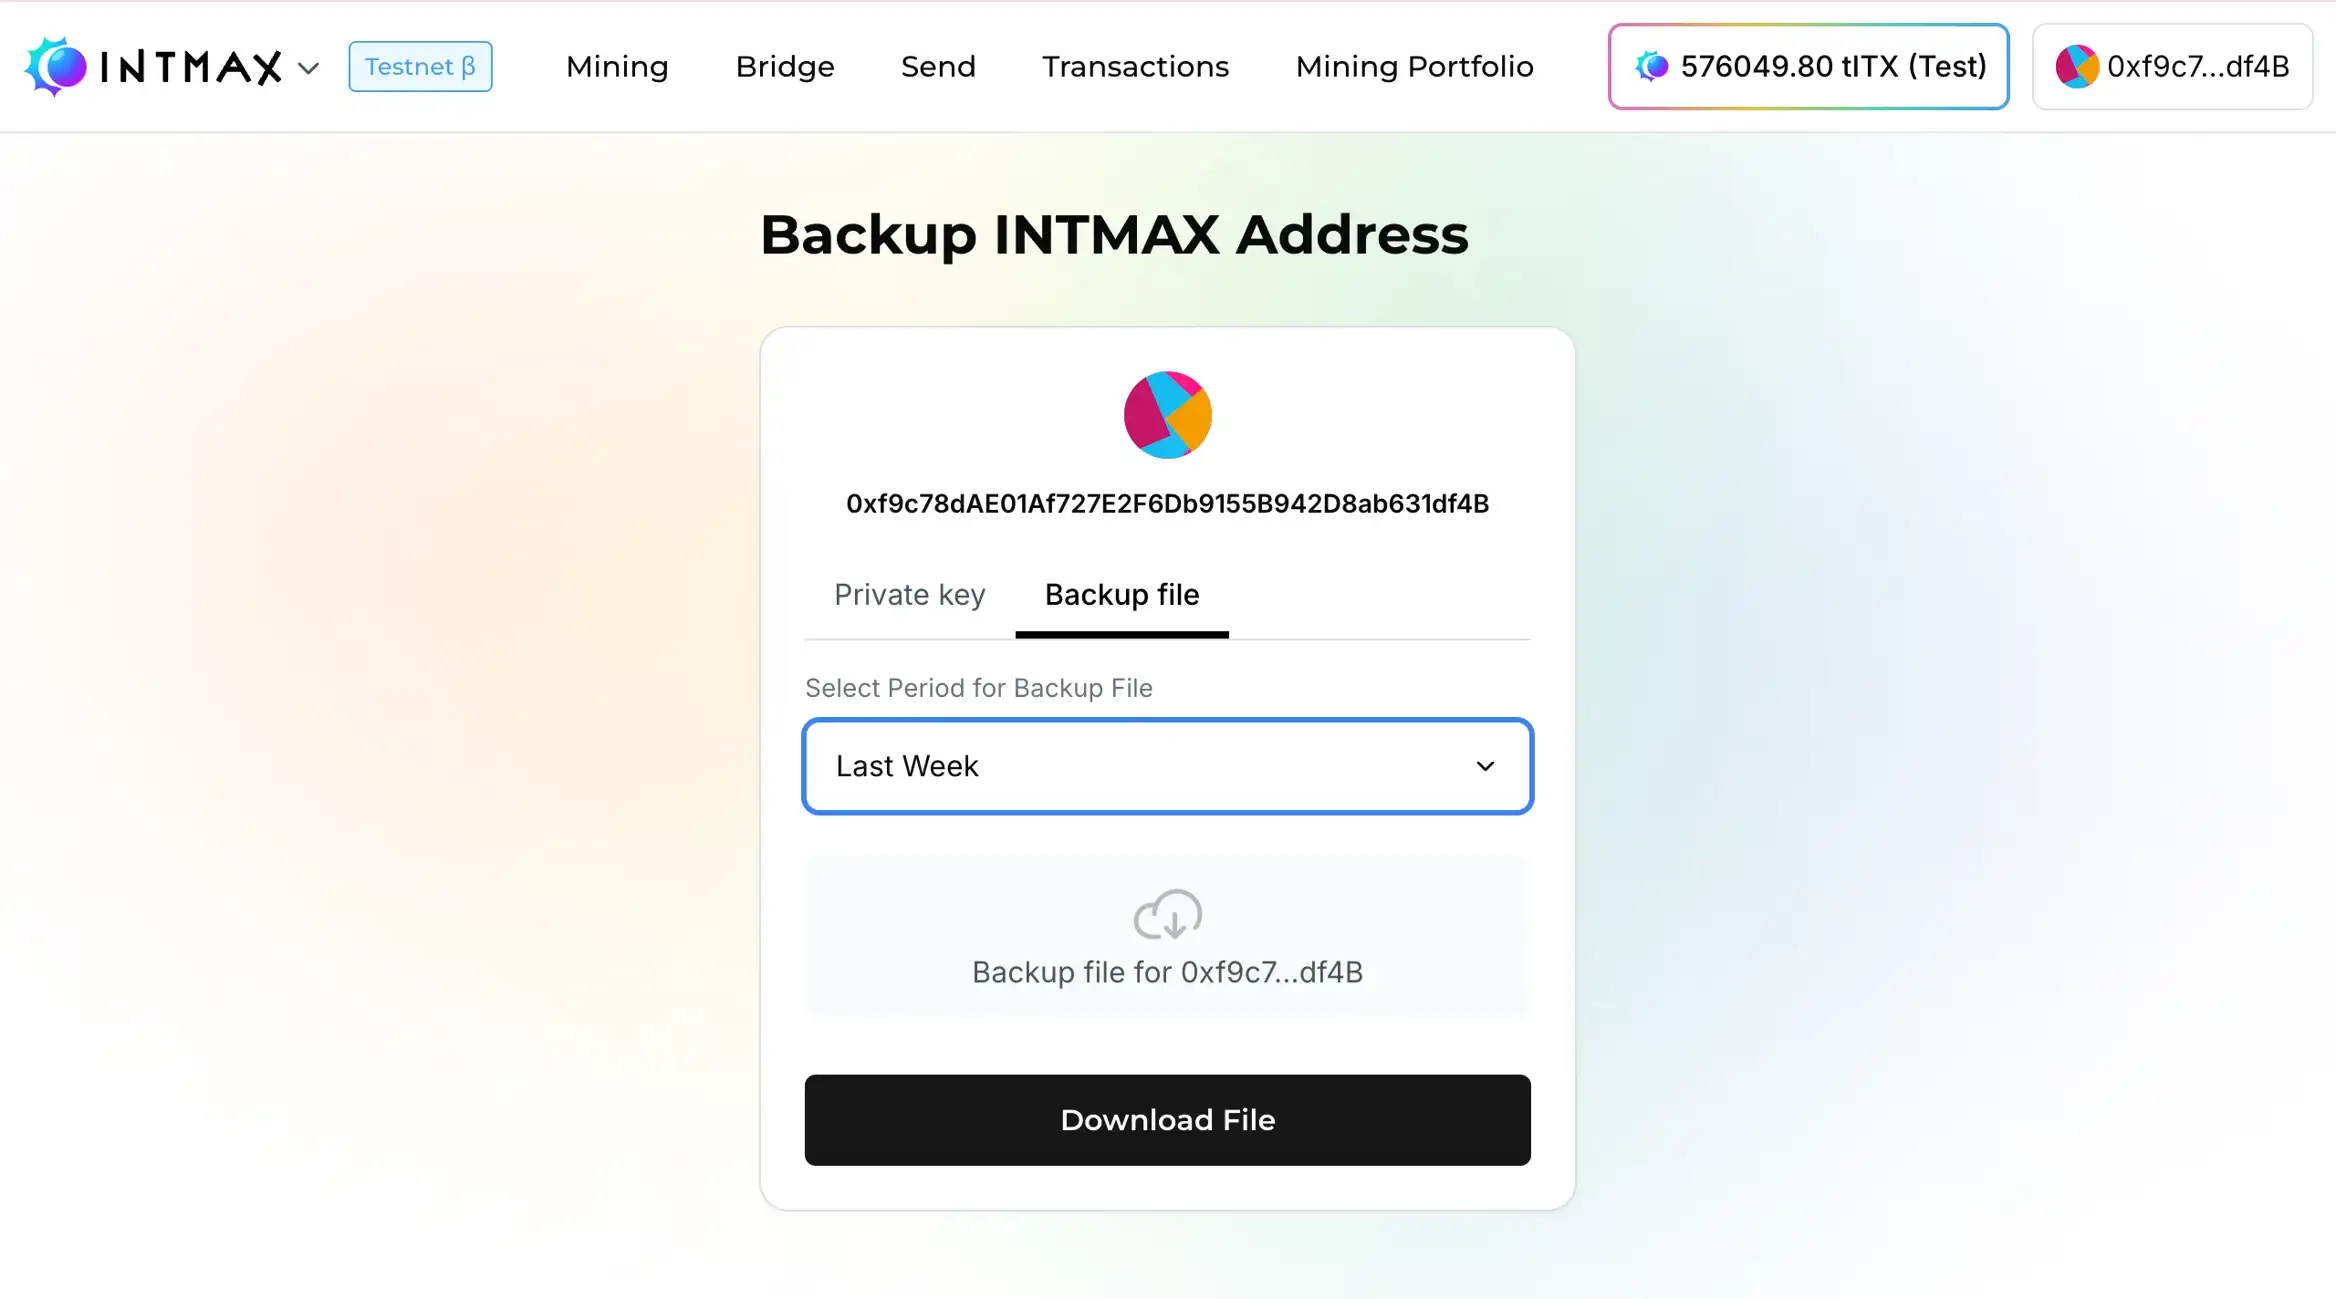 INTMAX
Testnet β
Mining
Bridge
Send
Transactions
Mining Portfolio
576049.80 tITX (Test)
0xf9c7...df4B
Backup INTMAX Address
0xf9c78dAE01Af727E2F6Db9155B942D8ab631df4B
Private key
Backup file
Select Period for Backup File
Last Week
Backup file for 0xf9c7...df4B
Download File